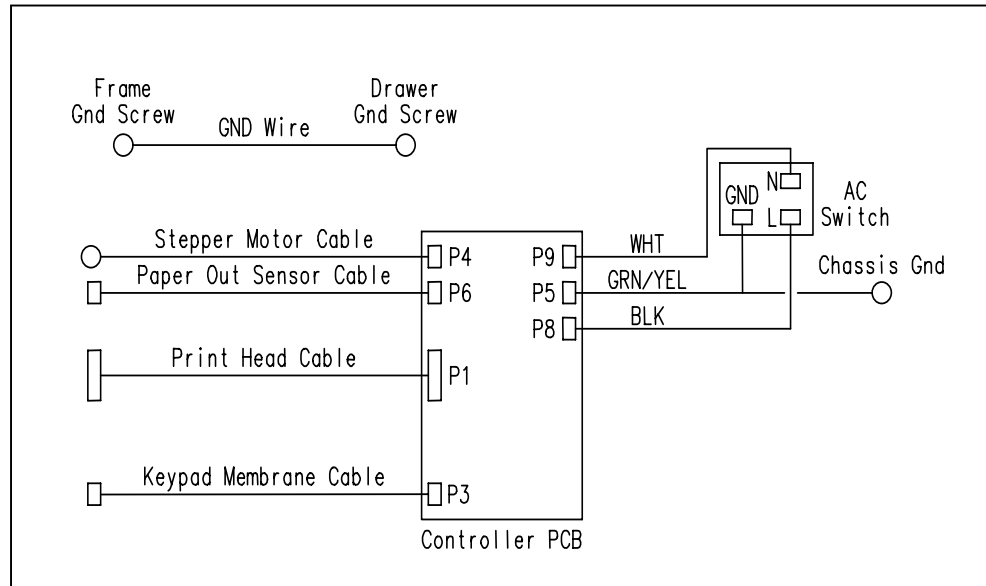 Frame
Gnd Screw
Drawer
Gnd Screw
GND Wire
N
GND
L
AC
Switch
Stepper Motor Cable
P4
P9
WHT
Chassis Gnd
Paper Out Sensor Cable
P6
P5
GRN/YEL
P8
BLK
Print Head Cable
P1
Keypad Membrane Cable
P3
Controller PCB